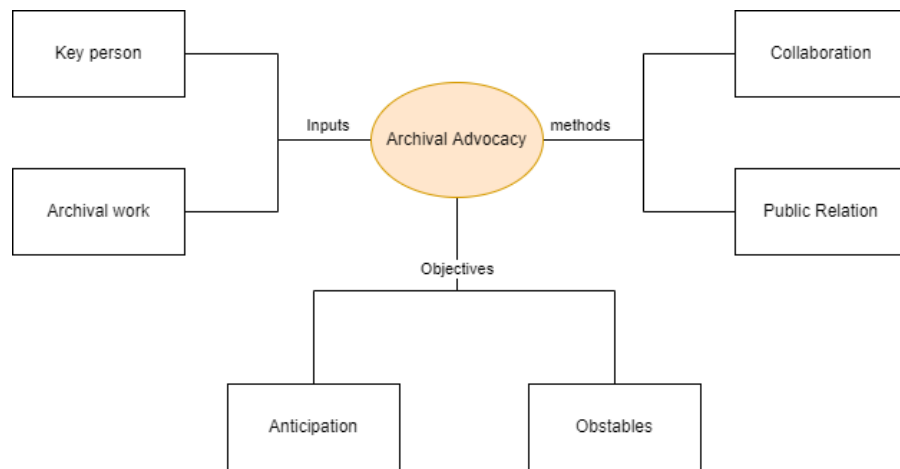 Key person
Collaboration
Inputs
Archival Advocacy
methods
Archival work
Public Relation
Objectives
Anticipation
Obstables